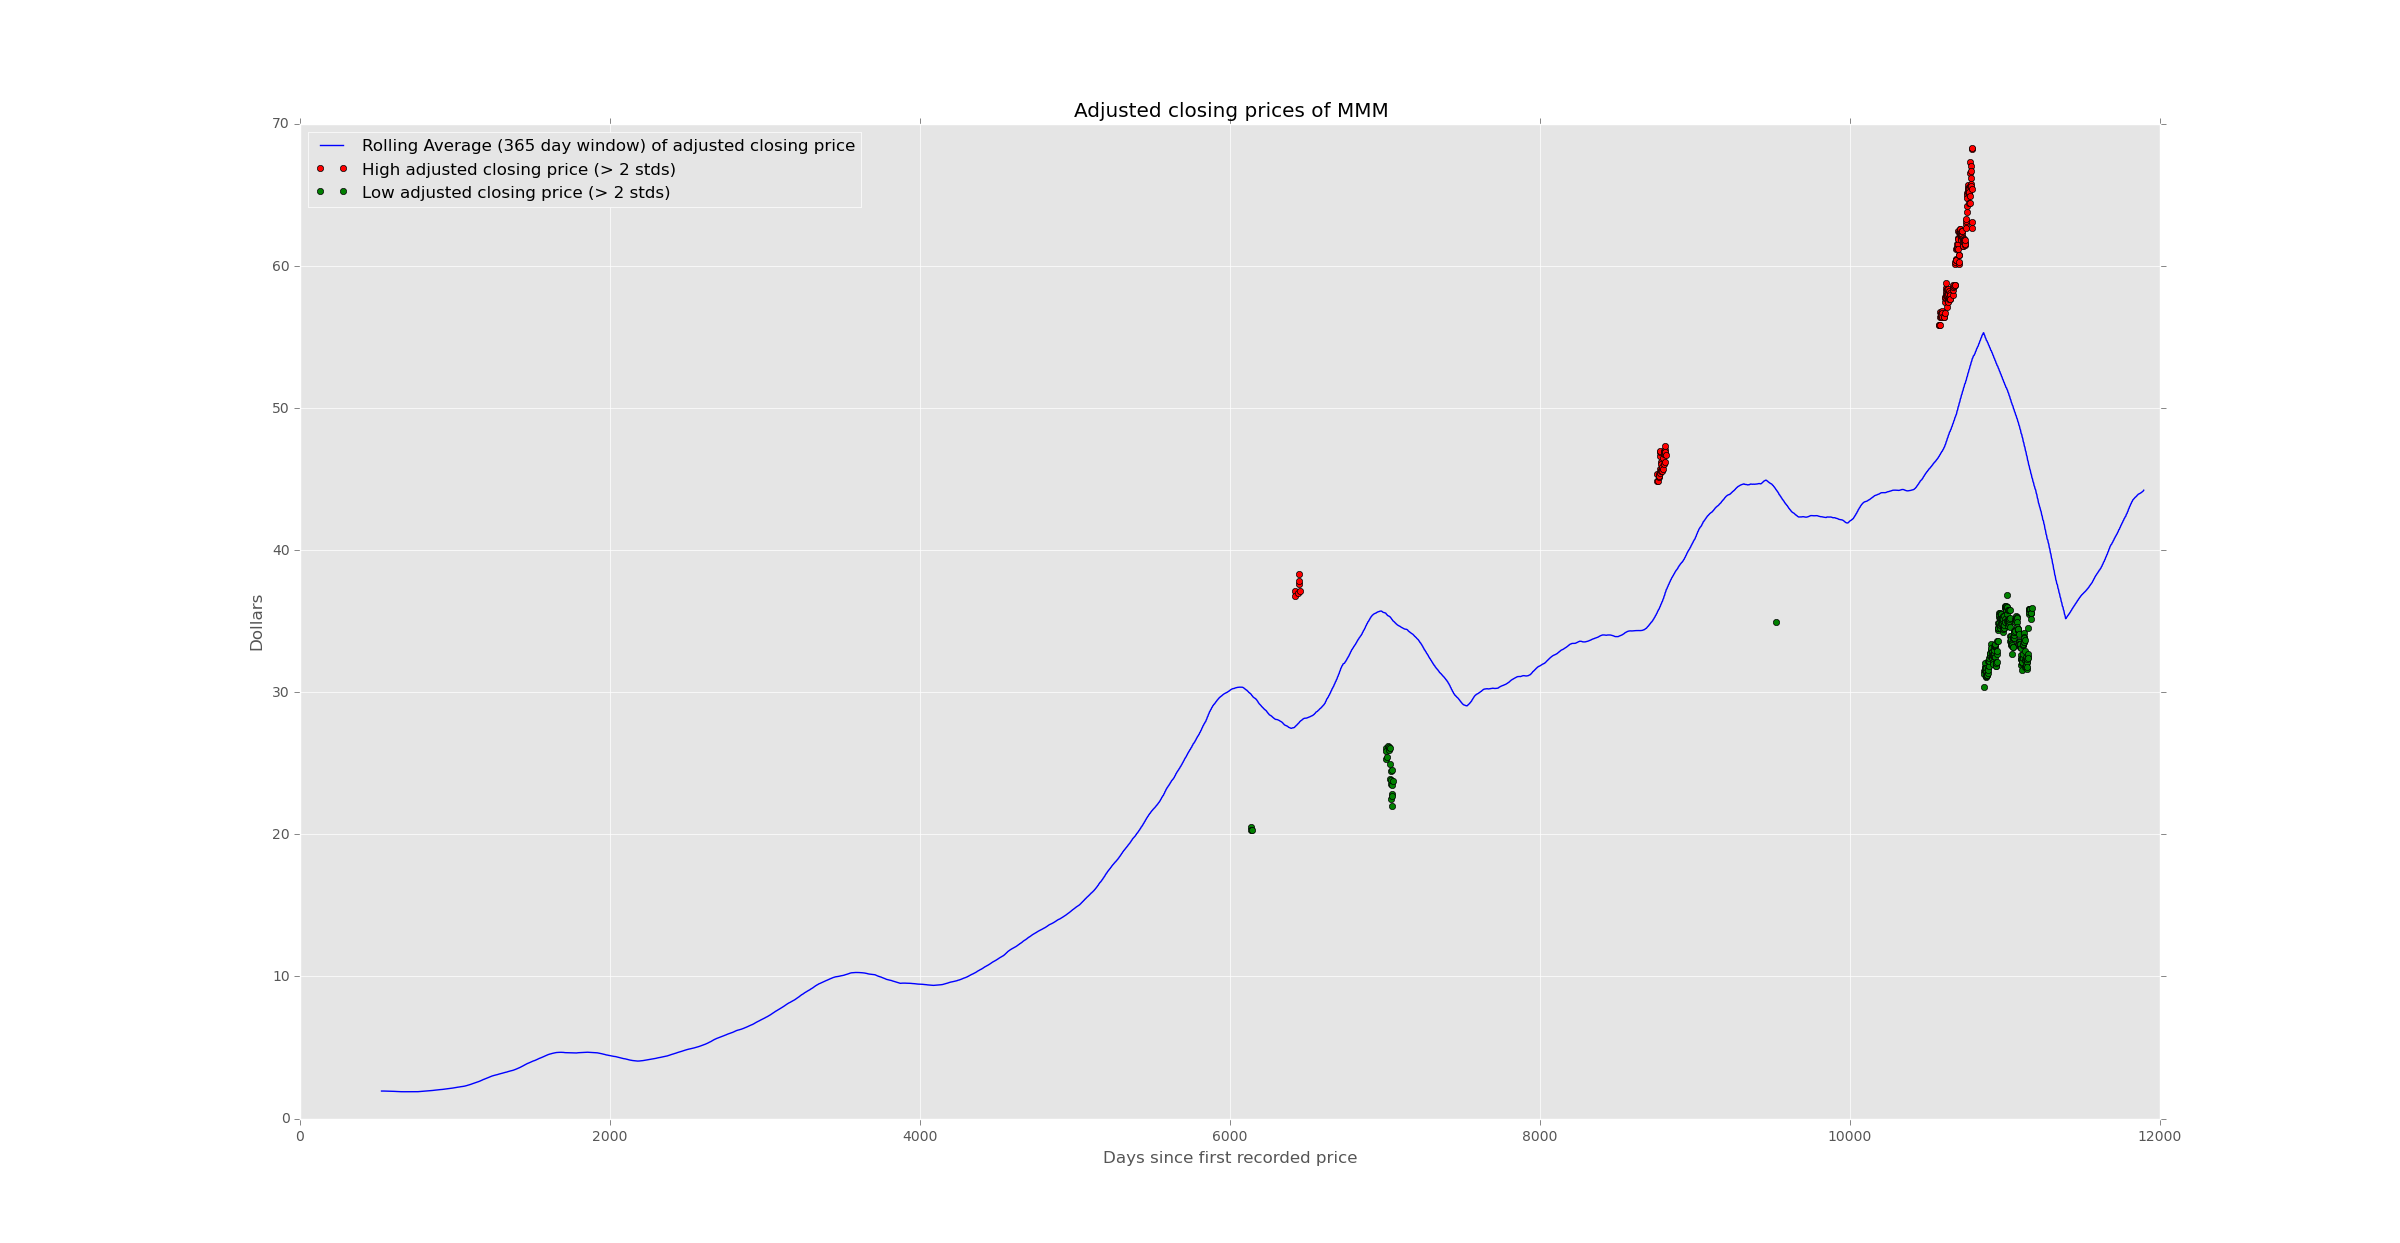 Adjusted closing prices of MMM
Rolling Average (365 day window) of adjusted closing price
High adjusted closing price (> 2 stds)
Low adjusted closing price (> 2 stds)
70
60
50
40
30
20
10
0
Dollars
0 2000 4000 6000 8000 10000 12000
Days since first recorded price